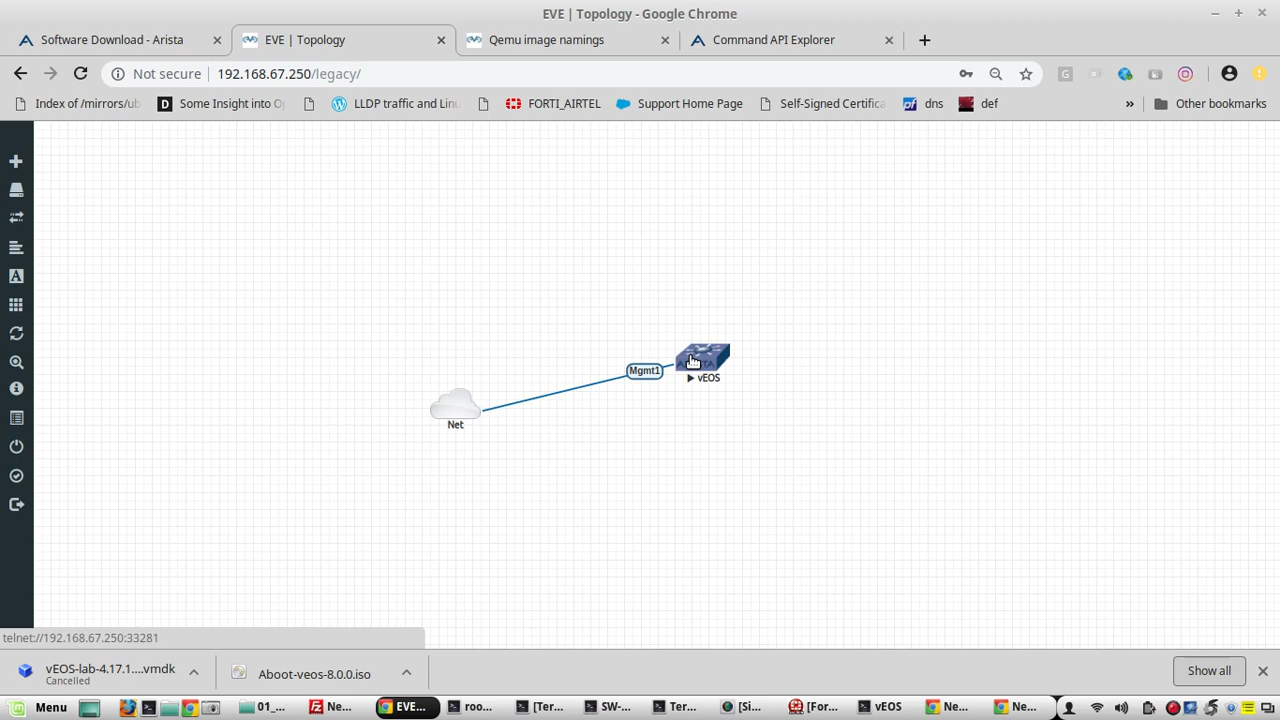 EVE | Topology - Google Chrome
Software Download - Arista
EVE | Topology
Qemu image namings
Command API Explorer
Not secure
192.168.67.250/legacy/
Index of /mirrors/ub
Some Insight into Op
LLDP traffic and Lin
FORTI_AIRTEL
Support Home Page
Self-Signed Certifica
dns
def
»
Other bookmarks
Mgmt1
vEOS
Net
telnet://192.168.67.250:33281
vEOS-lab-4.17.1....vmdk
Cancelled
Aboot-veos-8.0.0.iso
Show all
Menu
01_...
Ne...
EVE...
roo...
[Ter...
SW-...
Ter...
[Si...
[For...
vEOS
Ne...
Ne...